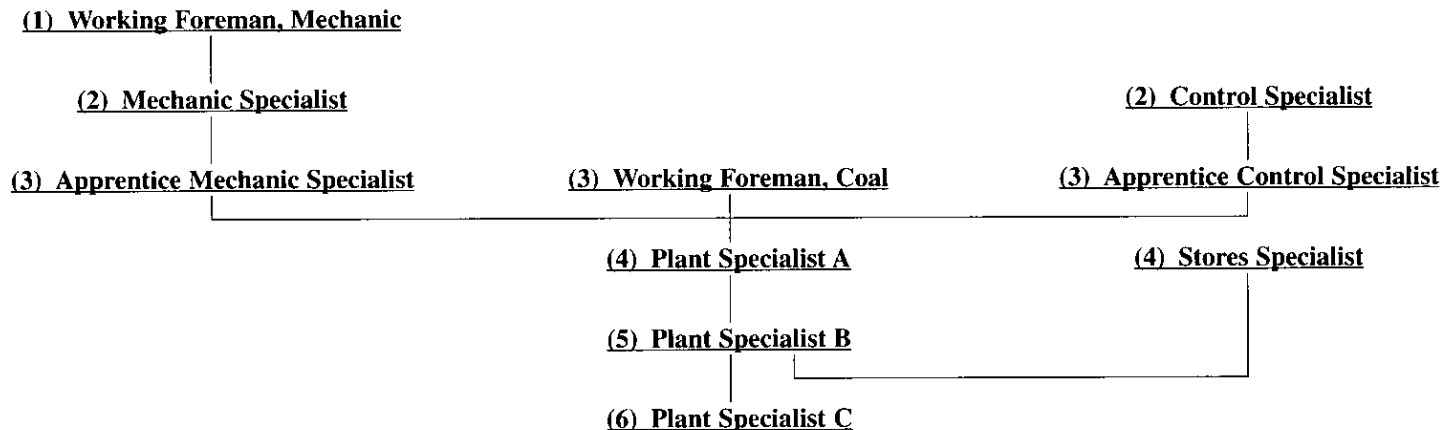 (1) Working Foreman, Mechanic
(2) Mechanic Specialist
(2) Control Specialist
(3) Apprentice Mechanic Specialist
(3) Working Foreman, Coal
(3) Apprentice Control Specialist
(4) Plant Specialist A
(4) Stores Specialist
(5) Plant Specialist B
(6) Plant Specialist C